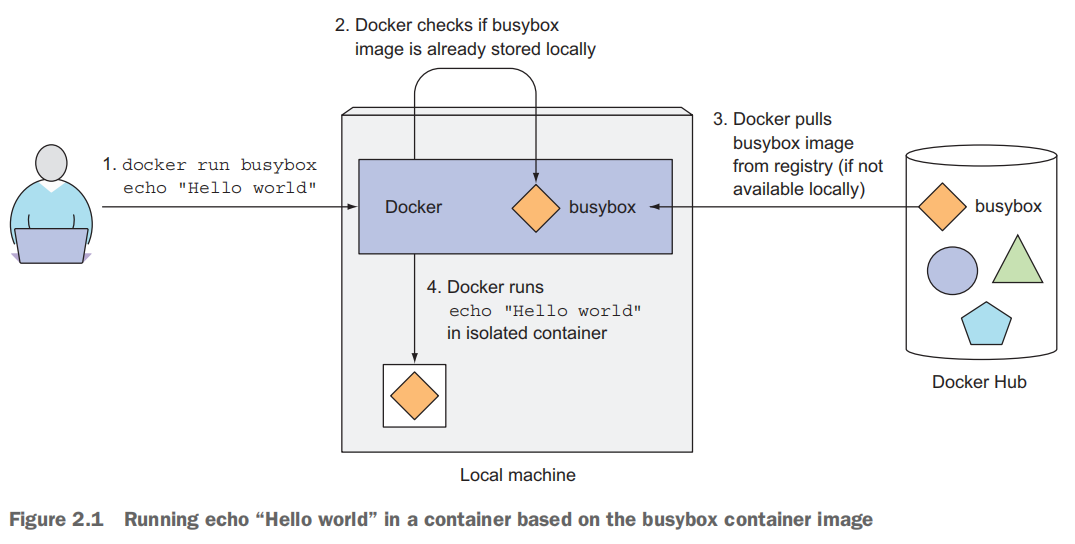 2. Docker checks if busybox
image is already stored locally
1. docker run busybox
echo "Hello world"
3. Docker pulls
busybox image
from registry (if not
available locally)
Docker
busybox
busybox
4. Docker runs
echo "Hello world"
in isolated container
Docker Hub
Local machine
Figure 2.1 Running echo “Hello world” in a container based on the busybox container image